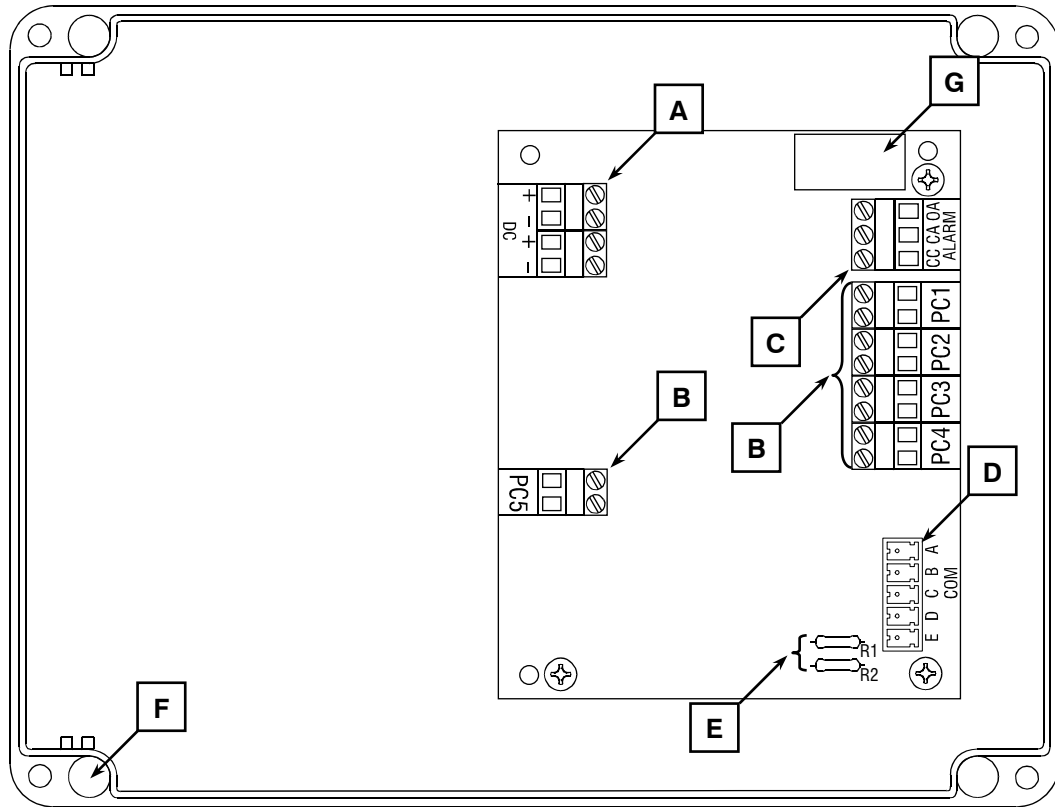 G
A
+
-
+
-
DC
CC CA OA
ALARM
C
PC1
PC2
PC3
PC4
B
B
PC5
D
A
B
C
D
E
COM
R1
R2
E
F